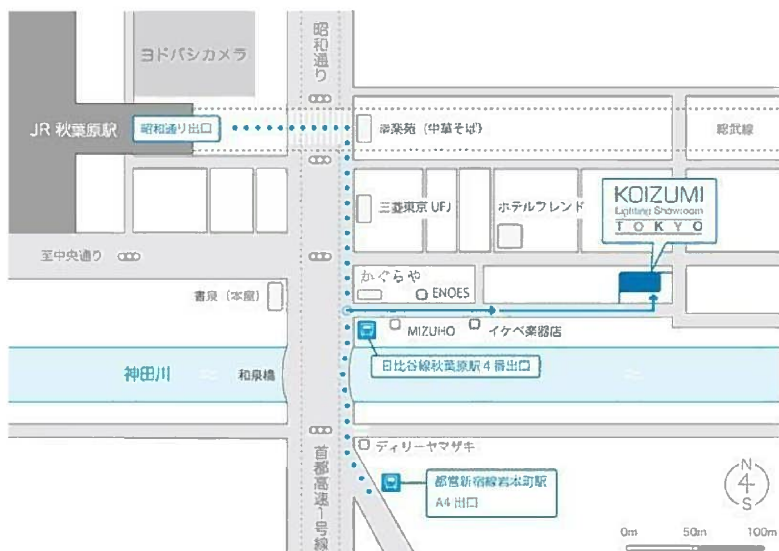 ヨドバシカメラ
昭和通り
JR 秋葉原駅
昭和通り出口
幸楽苑（中華そば）
総武線
三菱東京 UFJ
ホテルフレンド
KOIZUMI
Lighting Showroom
TOKYO
至中央通り
書泉（本屋）
かぐらや
ENOES
MIZUHO
イケベ楽器店
日比谷線秋葉原駅4番出口
神田川
和泉橋
デイリーヤマザキ
首都高速1号線
都営新宿線岩本町駅
A4 出口
N
S
0m 50m 100m